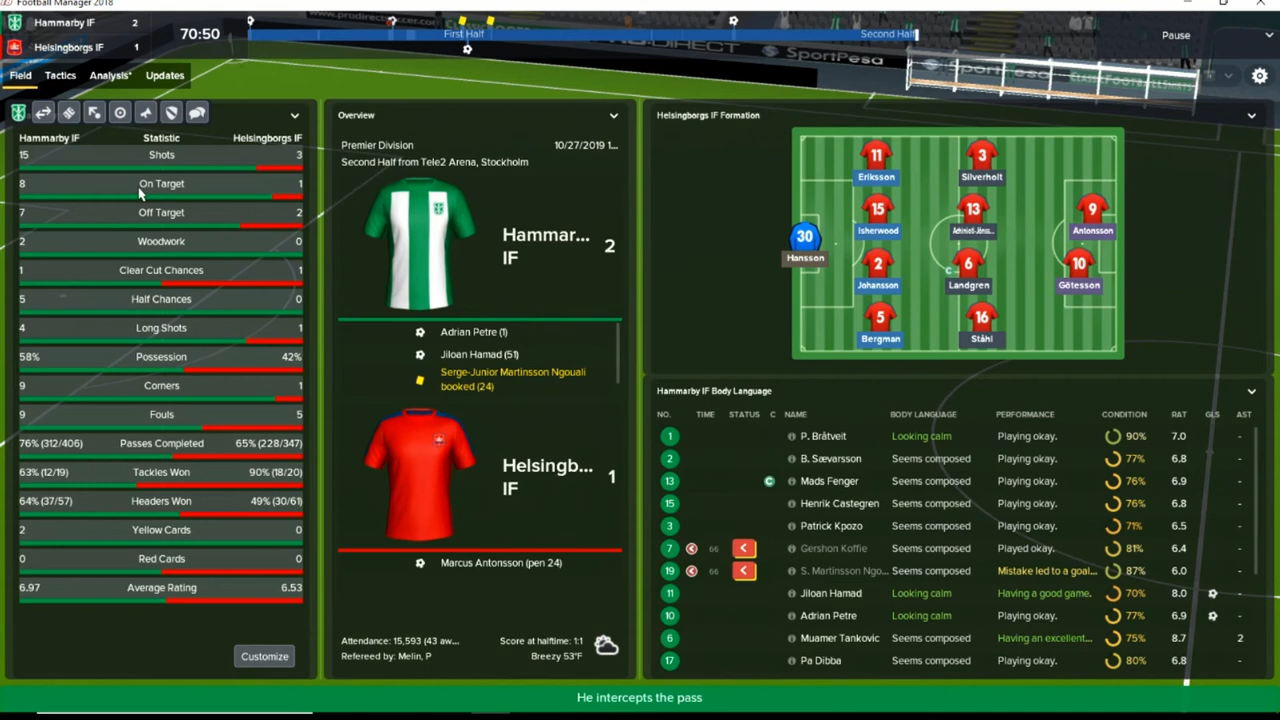 Football Manager 2018
Hammarby IF 2
Helsingborgs IF 1
70:50
First Half
Second Half
Pause
SportPesa
Field Tactics Analysis* Updates
Hammarby IF Statistic Helsingborgs IF
15 Shots 3
8 On Target 1
7 Off Target 2
2 Woodwork 0
1 Clear Cut Chances 1
5 Half Chances 0
4 Long Shots 1
58% Possession 42%
9 Corners 1
9 Fouls 5
76% (312/406) Passes Completed 65% (228/347)
63% (12/19) Tackles Won 90% (18/20)
64% (37/57) Headers Won 49% (30/61)
2 Yellow Cards 0
0 Red Cards 0
6.97 Average Rating 6.53
Customize
Overview
Premier Division 10/27/2019 1...
Second Half from Tele2 Arena, Stockholm
Hammar... IF 2
Adrian Petre (1)
Jiloan Hamad (51)
Serge-Junior Martinsson Ngouali
booked (24)
Helsingb... IF 1
Marcus Antonsson (pen 24)
Attendance: 15,593 (43 aw... Score at halftime: 1:1
Refereed by: Melin, P Breezy 53°F
Helsingborgs IF Formation
11 3
Eriksson Silverholt
15 13 9
Isherwood Antonsson
30
Hansson
2 6 10
Johansson C Landgren Götesson
5 16
Bergman Ståhl
Hammarby IF Body Language
NO. TIME STATUS C NAME BODY LANGUAGE PERFORMANCE CONDITION RAT GLS AST
1 P. Bråtveit Looking calm Playing okay. 90% 7.0 - -
2 B. Sævarsson Seems composed Playing okay. 77% 6.8 - -
13 C Mads Fenger Seems composed Playing okay. 76% 6.9 - -
15 Henrik Castegren Seems composed Playing okay. 76% 6.8 - -
3 Patrick Kpozo Seems composed Playing okay. 71% 6.5 - -
7 66 Gershon Koffie Seems composed Played okay. 81% 6.4 - -
19 66 S. Martinsson Ngo... Seems composed Mistake led to a goal... 87% 6.0 - -
11 Jiloan Hamad Looking calm Having a good game. 70% 8.0 -
10 Adrian Petre Looking calm Playing okay. 77% 6.9 -
6 Muamer Tankovic Seems composed Having an excellent... 75% 8.7 - 2
17 Pa Dibba Seems composed Playing okay. 80% 6.8 - -
He intercepts the pass